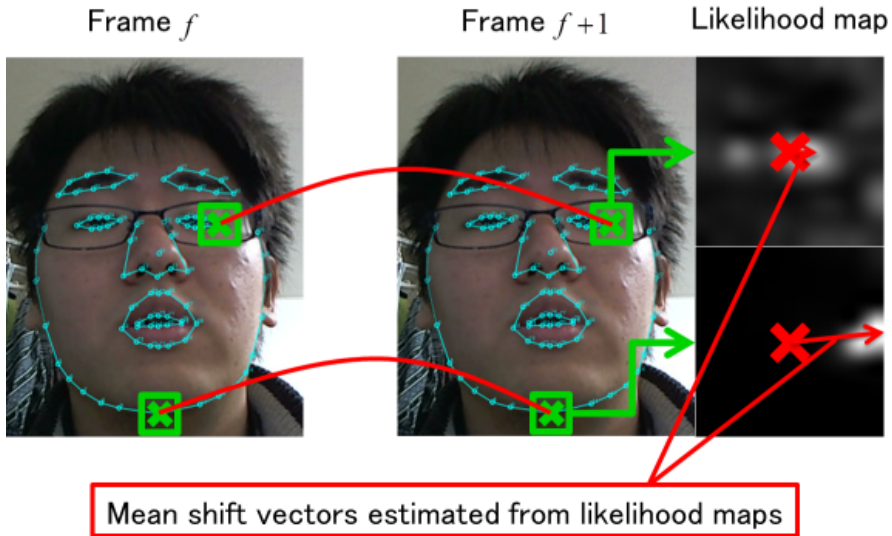 Frame f
Frame f+1
Likelihood map
Mean shift vectors estimated from likelihood maps